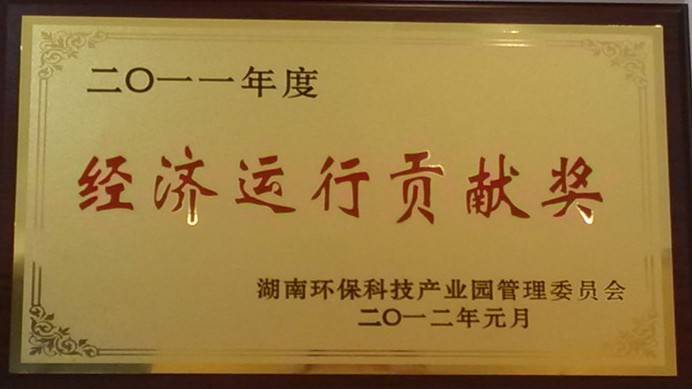 二〇一一年度
经济运行贡献奖
湖南环保科技产业园管理委员会
二〇一二年元月